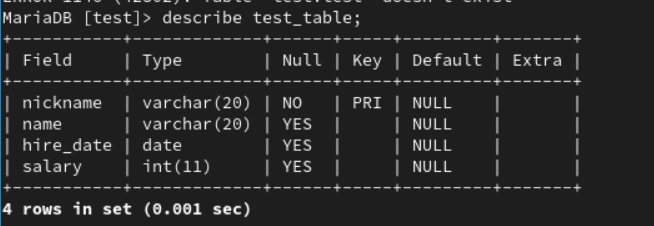 MariaDB [test]> describe test_table;
+-----------+-------------+------+-----+---------+-------+
| Field     | Type        | Null | Key | Default | Extra |
+-----------+-------------+------+-----+---------+-------+
| nickname  | varchar(20) | NO   | PRI | NULL    |       |
| name      | varchar(20) | YES  |     | NULL    |       |
| hire_date | date        | YES  |     | NULL    |       |
| salary    | int(11)     | YES  |     | NULL    |       |
+-----------+-------------+------+-----+---------+-------+
4 rows in set (0.001 sec)